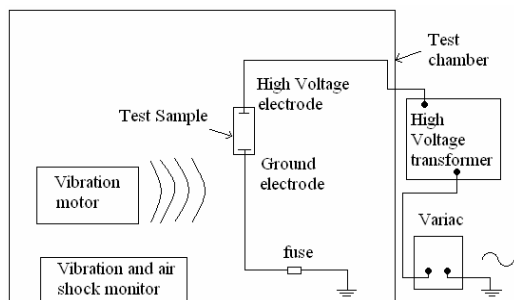 Test
chamber
High Voltage
electrode
Test Sample
High
Voltage
transformer
Ground
electrode
Vibration
motor
Variac
fuse
Vibration and air
shock monitor